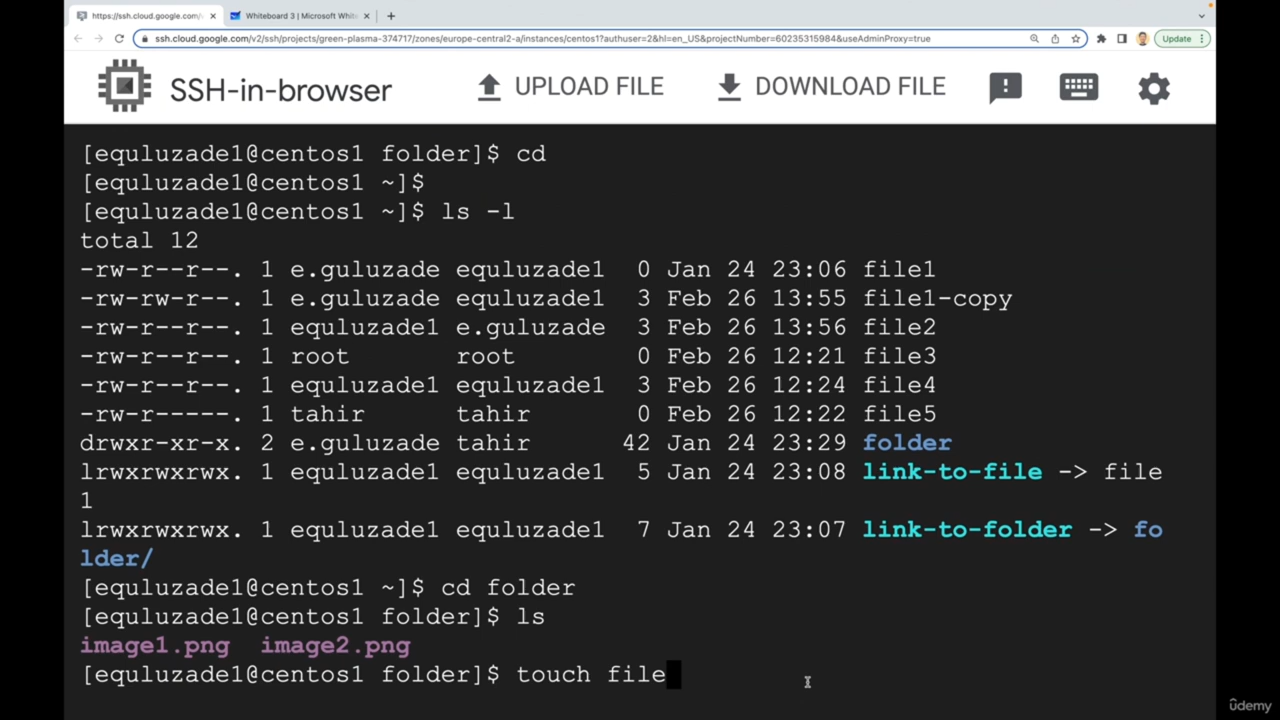 https://ssh.cloud.google.com/v
Whiteboard 3 | Microsoft White
ssh.cloud.google.com/v2/ssh/projects/green-plasma-374717/zones/europe-central2-a/instances/centos1?authuser=2&hl=en_US&projectNumber=60235315984&useAdminProxy=true
Update
SSH-in-browser
UPLOAD FILE
DOWNLOAD FILE
[equluzade1@centos1 folder]$ cd
[equluzade1@centos1 ~]$
[equluzade1@centos1 ~]$ ls -l
total 12
-rw-r--r--. 1 e.guluzade equluzade1 0 Jan 24 23:06 file1
-rw-rw-r--. 1 e.guluzade equluzade1 3 Feb 26 13:55 file1-copy
-rw-r--r--. 1 equluzade1 e.guluzade 3 Feb 26 13:56 file2
-rw-r--r--. 1 root root 0 Feb 26 12:21 file3
-rw-r--r--. 1 equluzade1 equluzade1 3 Feb 26 12:24 file4
-rw-r-----. 1 tahir tahir 0 Feb 26 12:22 file5
drwxr-xr-x. 2 e.guluzade tahir 42 Jan 24 23:29 folder
lrwxrwxrwx. 1 equluzade1 equluzade1 5 Jan 24 23:08 link-to-file -> file
1
lrwxrwxrwx. 1 equluzade1 equluzade1 7 Jan 24 23:07 link-to-folder -> fo
lder/
[equluzade1@centos1 ~]$ cd folder
[equluzade1@centos1 folder]$ ls
image1.png image2.png
[equluzade1@centos1 folder]$ touch file
ûdemy